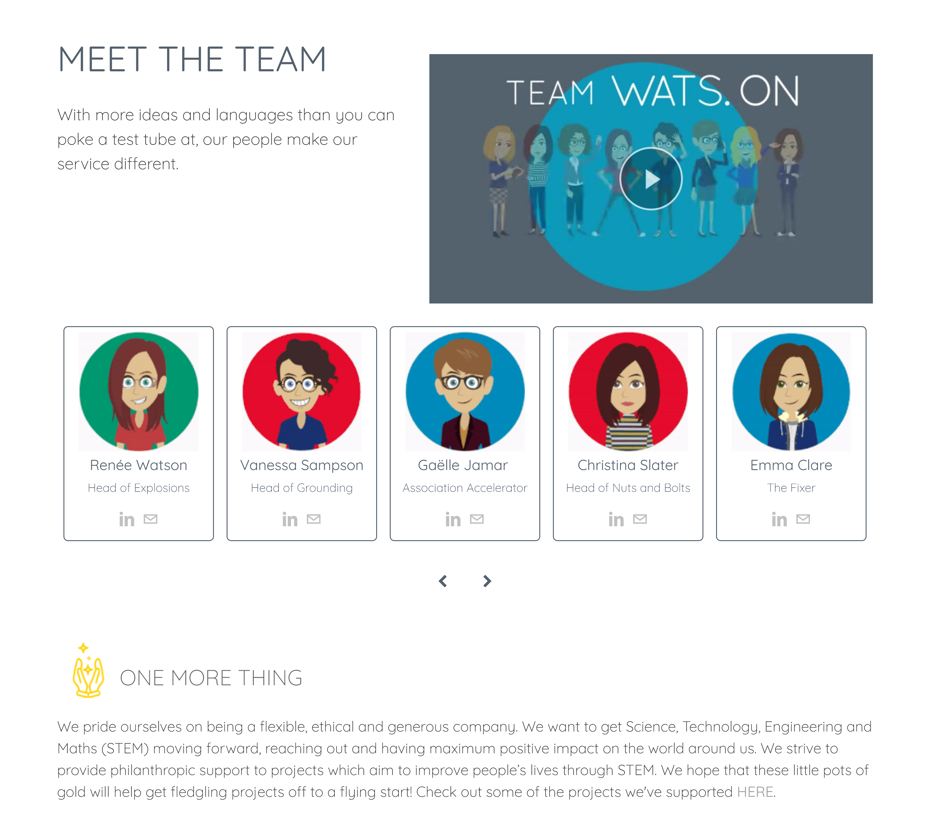 MEET THE TEAM
With more ideas and languages than you can
poke a test tube at, our people make our
service different.
TEAM WATS. ON
Renée Watson
Head of Explosions
in
Vanessa Sampson
Head of Grounding
in
Gaëlle Jamar
Association Accelerator
in
Christina Slater
Head of Nuts and Bolts
in
Emma Clare
The Fixer
in
ONE MORE THING
We pride ourselves on being a flexible, ethical and generous company. We want to get Science, Technology, Engineering and
Maths (STEM) moving forward, reaching out and having maximum positive impact on the world around us. We strive to
provide philanthropic support to projects which aim to improve people's lives through STEM. We hope that these little pots of
gold will help get fledgling projects off to a flying start! Check out some of the projects we've supported HERE.